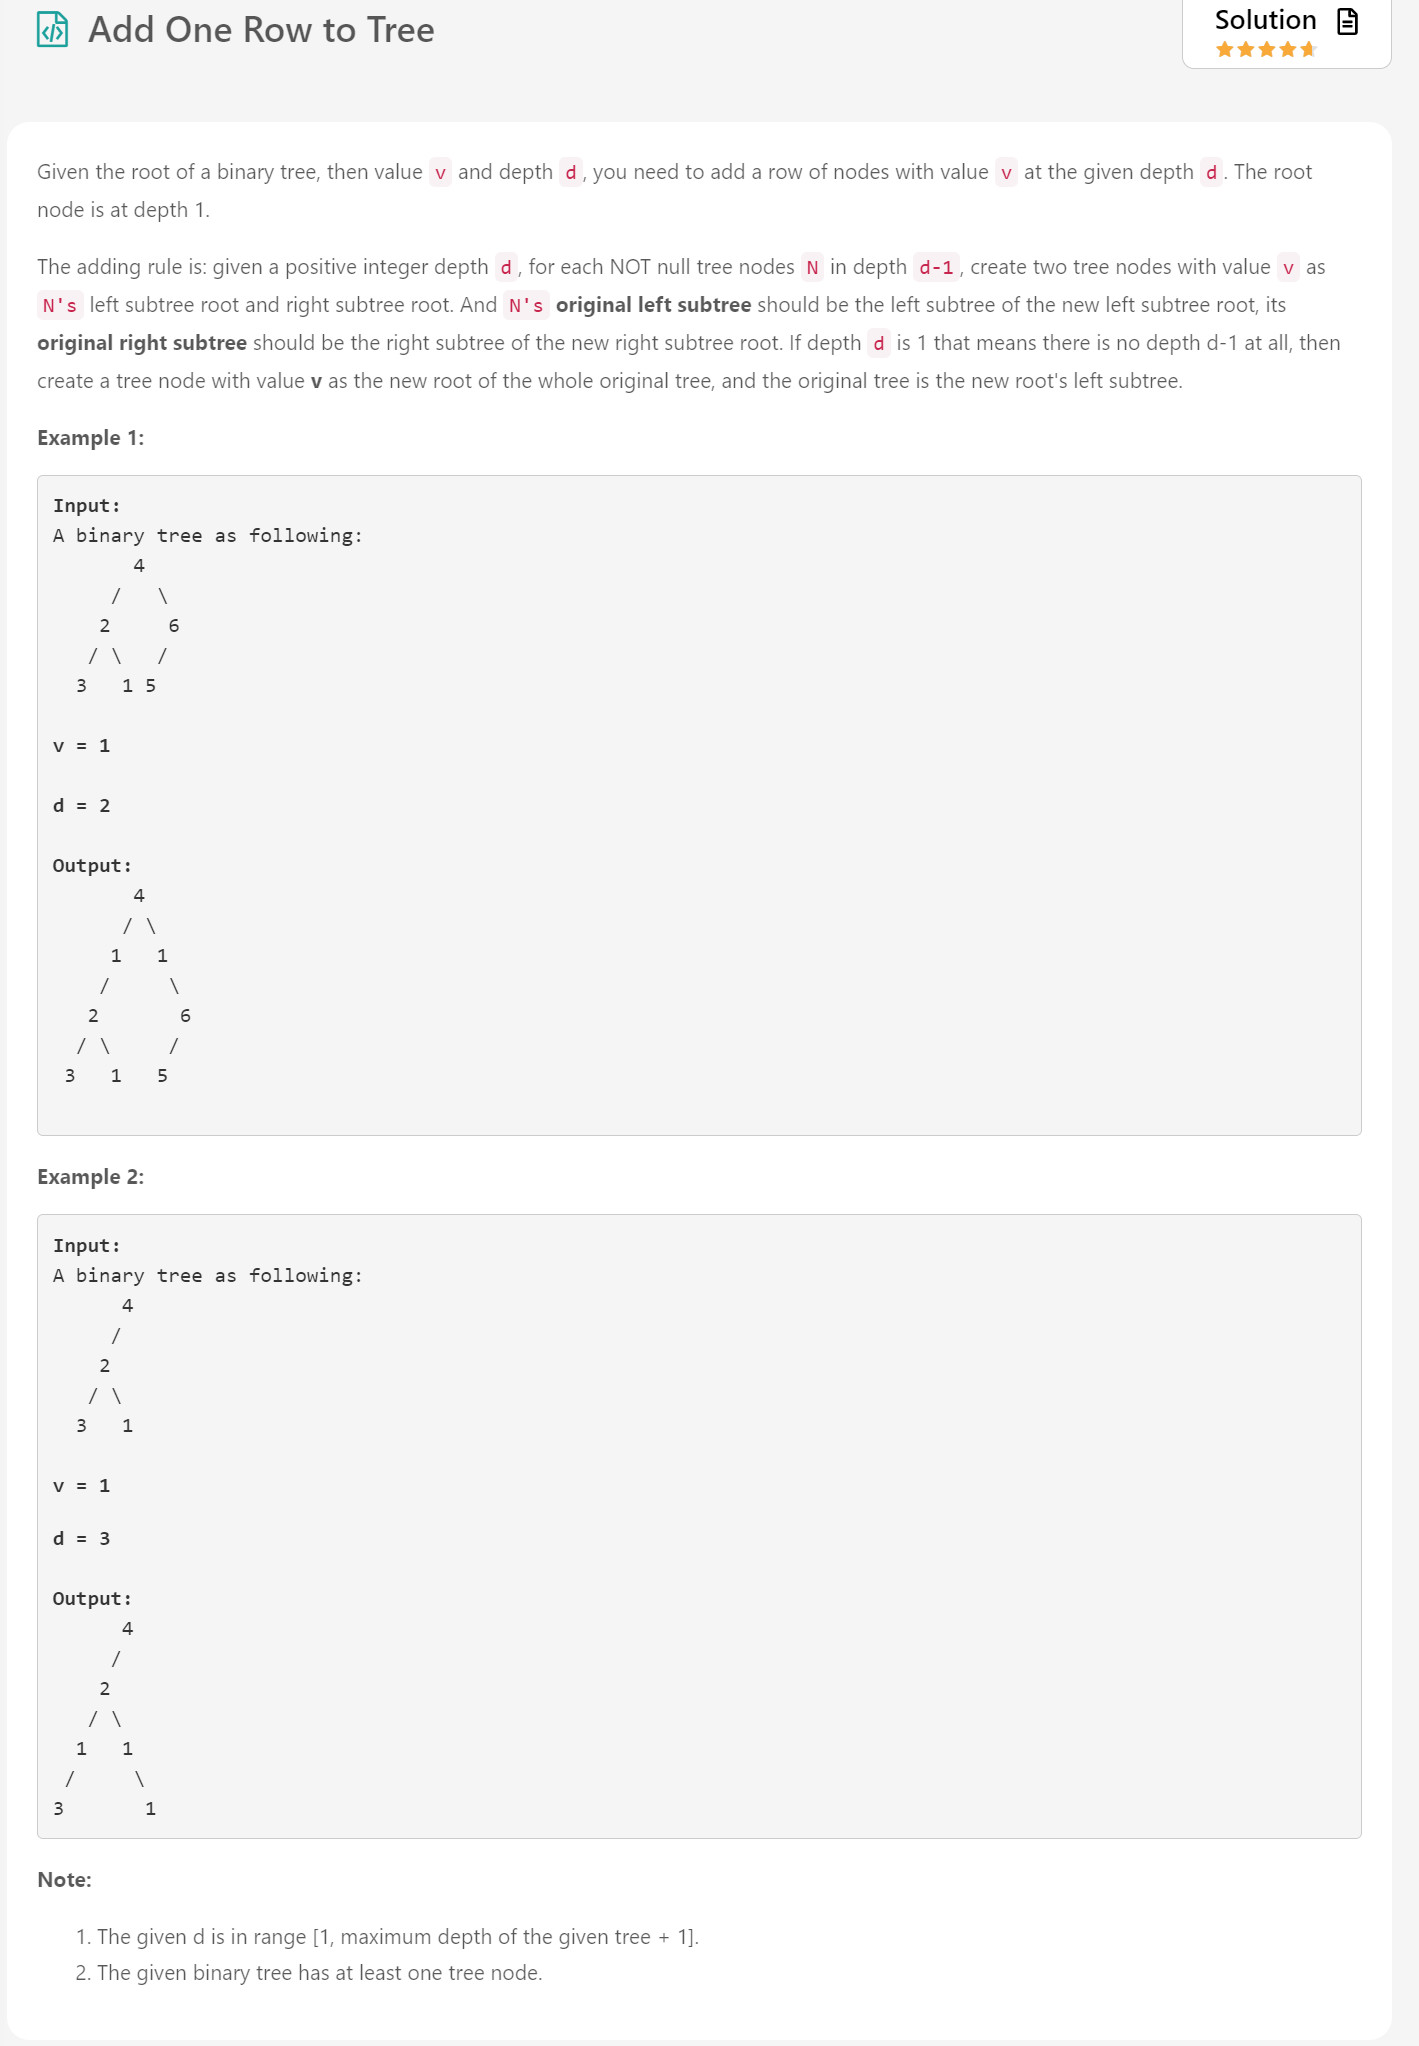 Add One Row to Tree
Solution
Given the root of a binary tree, then value v and depth d, you need to add a row of nodes with value v at the given depth d. The root
node is at depth 1.
The adding rule is: given a positive integer depth d, for each NOT null tree nodes N in depth d-1, create two tree nodes with value v as
N's left subtree root and right subtree root. And N's original left subtree should be the left subtree of the new left subtree root, its
original right subtree should be the right subtree of the new right subtree root. If depth d is 1 that means there is no depth d-1 at all, then
create a tree node with value v as the new root of the whole original tree, and the original tree is the new root's left subtree.
Example 1:
Input:
A binary tree as following:
       4
     /   \
    2     6
   / \   /
  3   1 5
v = 1
d = 2
Output:
       4
      / \
     1   1
    /     \
   2       6
  / \     /
 3   1   5
Example 2:
Input:
A binary tree as following:
      4
     /
    2
   / \
  3   1
v = 1
d = 3
Output:
      4
     /
    2
   / \
  1   1
 /     \
3       1
Note:
1. The given d is in range [1, maximum depth of the given tree + 1].
2. The given binary tree has at least one tree node.